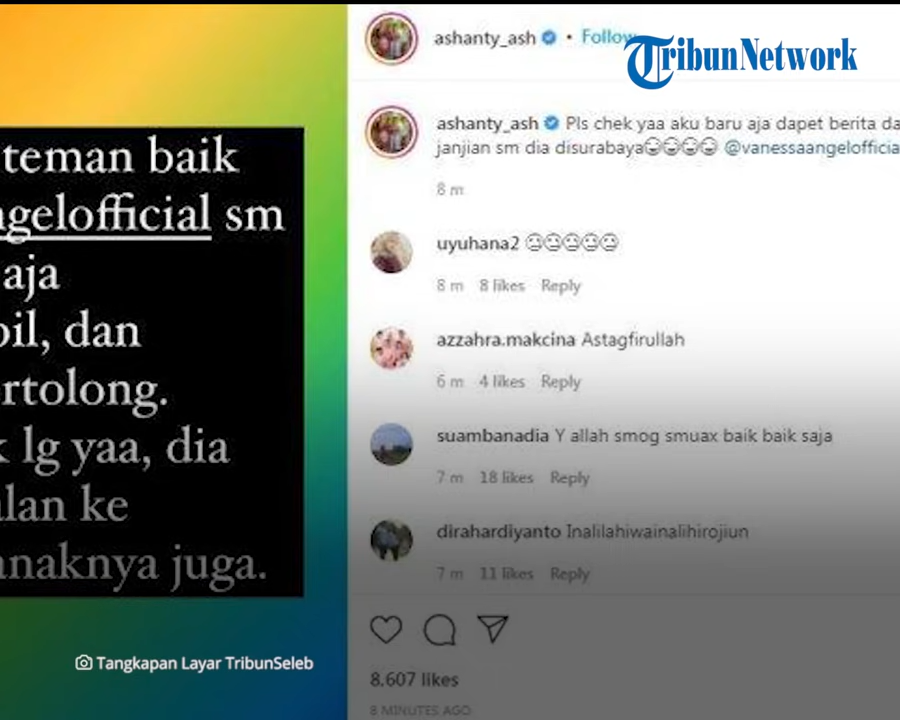 TribunNetwork
teman baik
ngelofficial sm
aja
bil, dan
rtolong.
k lg yaa, dia
alan ke
anaknya juga.
Tangkapan Layar TribunSeleb
ashanty_ash • Follow
ashanty_ash Pls chek yaa aku baru aja dapet berita da
janjian sm dia disurabaya @vanessaangelofficia
8 m
uyuhana2
8 m 8 likes Reply
azzahra.makcina Astagfirullah
6 m 4 likes Reply
suambanadia Y allah smog smuax baik baik saja
7 m 18 likes Reply
dirahardiyanto Inalilahiwainalihirojiun
7 m 11 likes Reply
8.607 likes
8 MINUTES AGO